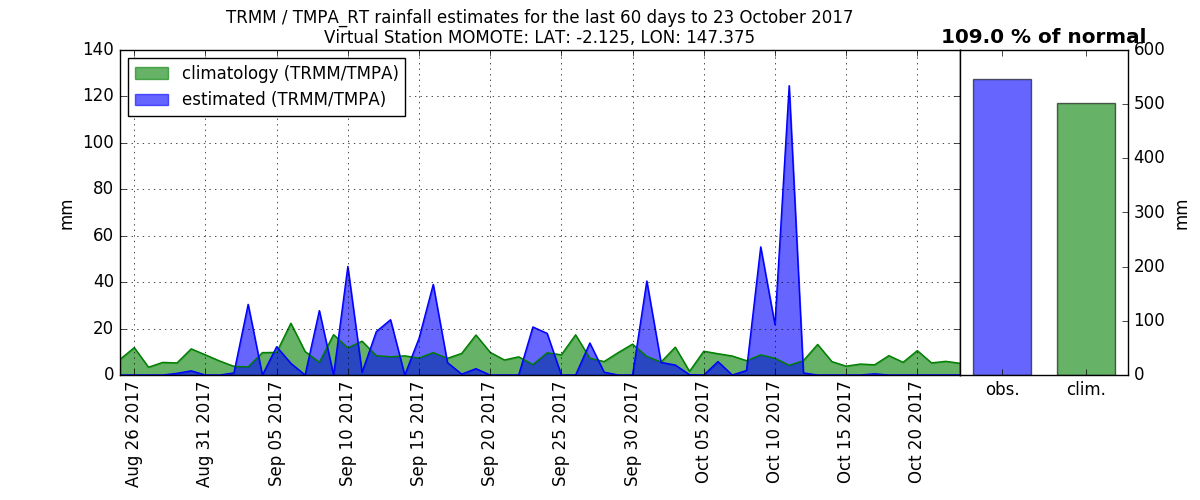 TRMM / TMPA_RT rainfall estimates for the last 60 days to 23 October 2017
Virtual Station MOMOTE: LAT: -2.125, LON: 147.375
109.0 % of normal
climatology (TRMM/TMPA)
estimated (TRMM/TMPA)
mm
140
120
100
80
60
40
20
0
Aug 26 2017
Aug 31 2017
Sep 05 2017
Sep 10 2017
Sep 15 2017
Sep 20 2017
Sep 25 2017
Sep 30 2017
Oct 05 2017
Oct 10 2017
Oct 15 2017
Oct 20 2017
600
500
400
300
200
100
0
mm
obs.
clim.